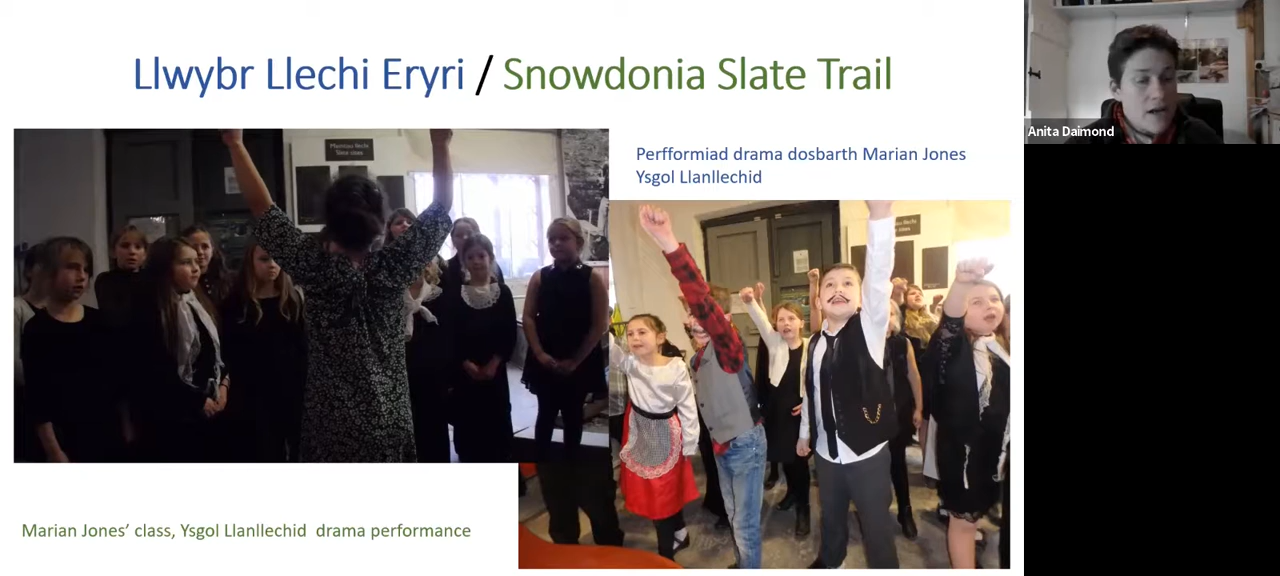 Llwybr Llechi Eryri / Snowdonia Slate Trail
Anita Daimond
Perfformiad drama dosbarth Marian Jones
Ysgol Llanllechid
Marian Jones’ class, Ysgol Llanllechid  drama performance